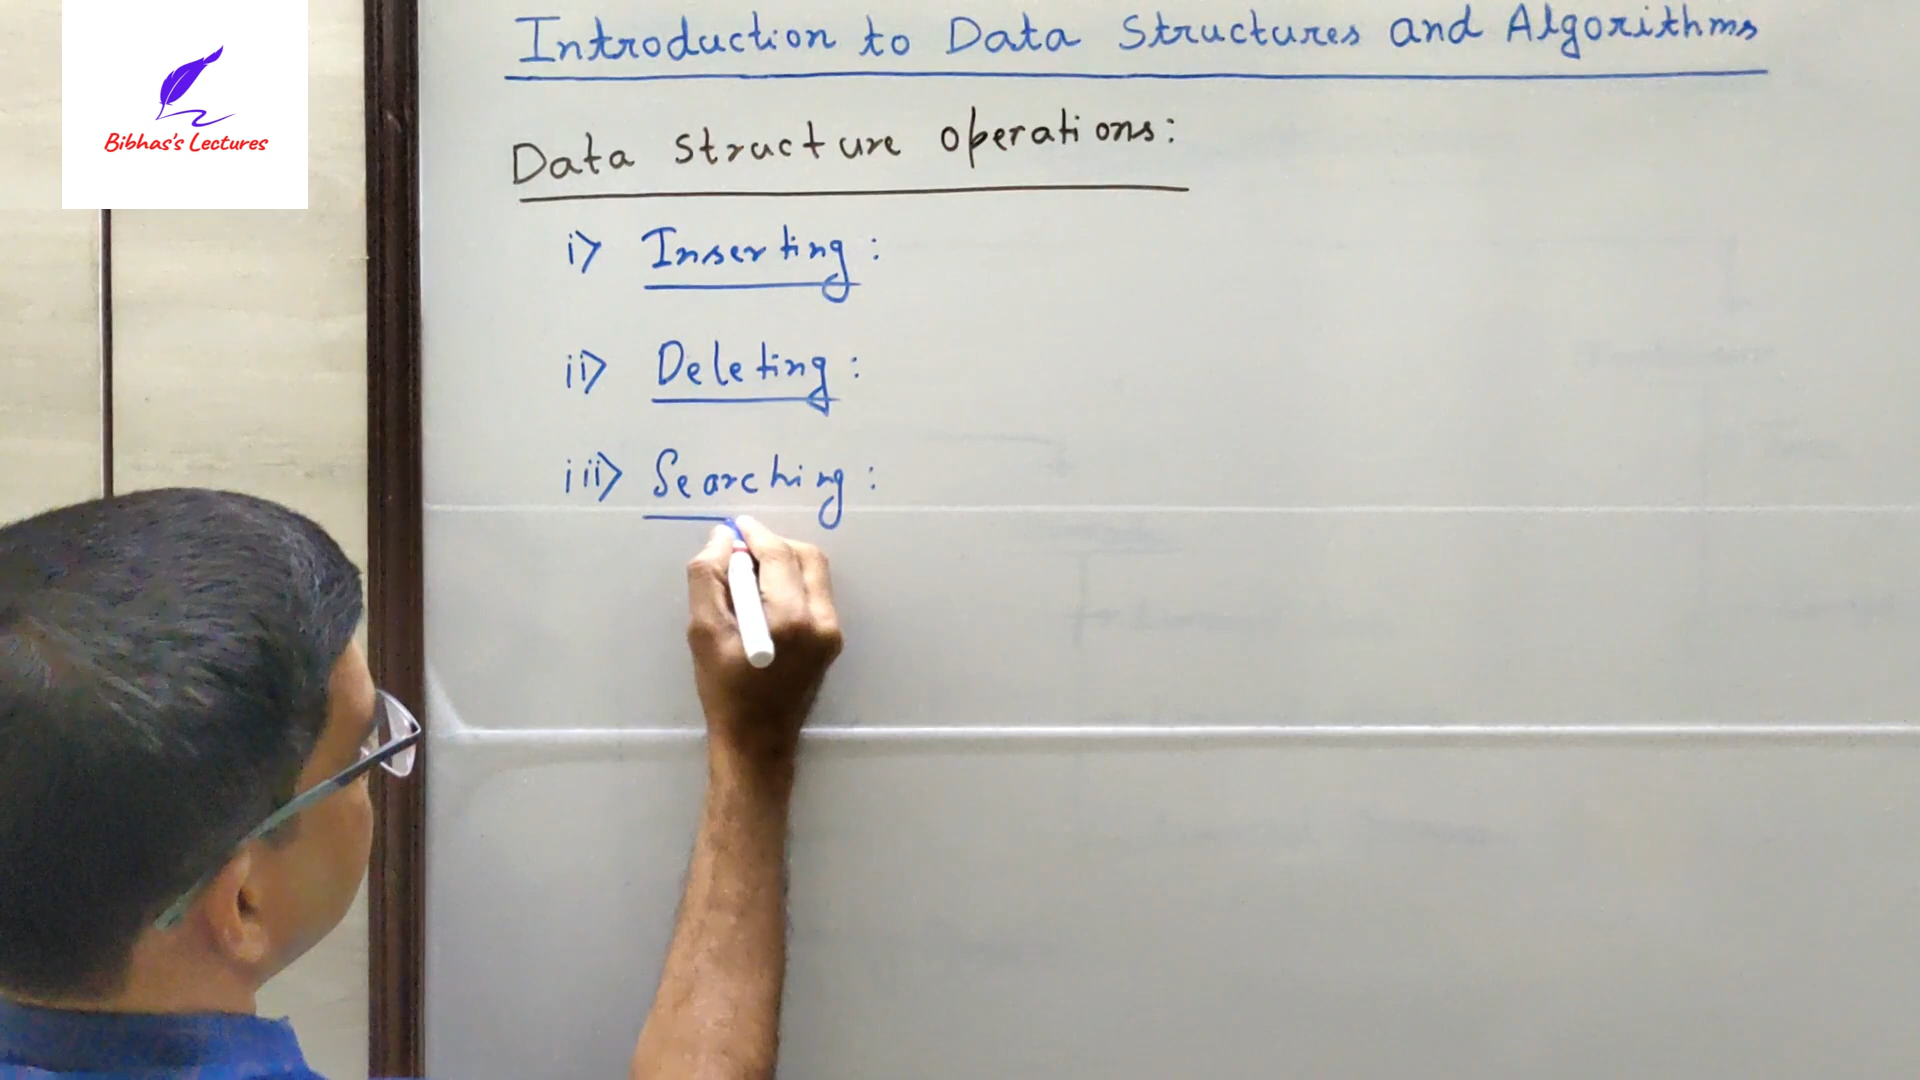 Bibhas's Lectures
Introduction to Data Structures and Algorithms
Data structure operations:
i) Inserting:
ii) Deleting:
iii) Searching: